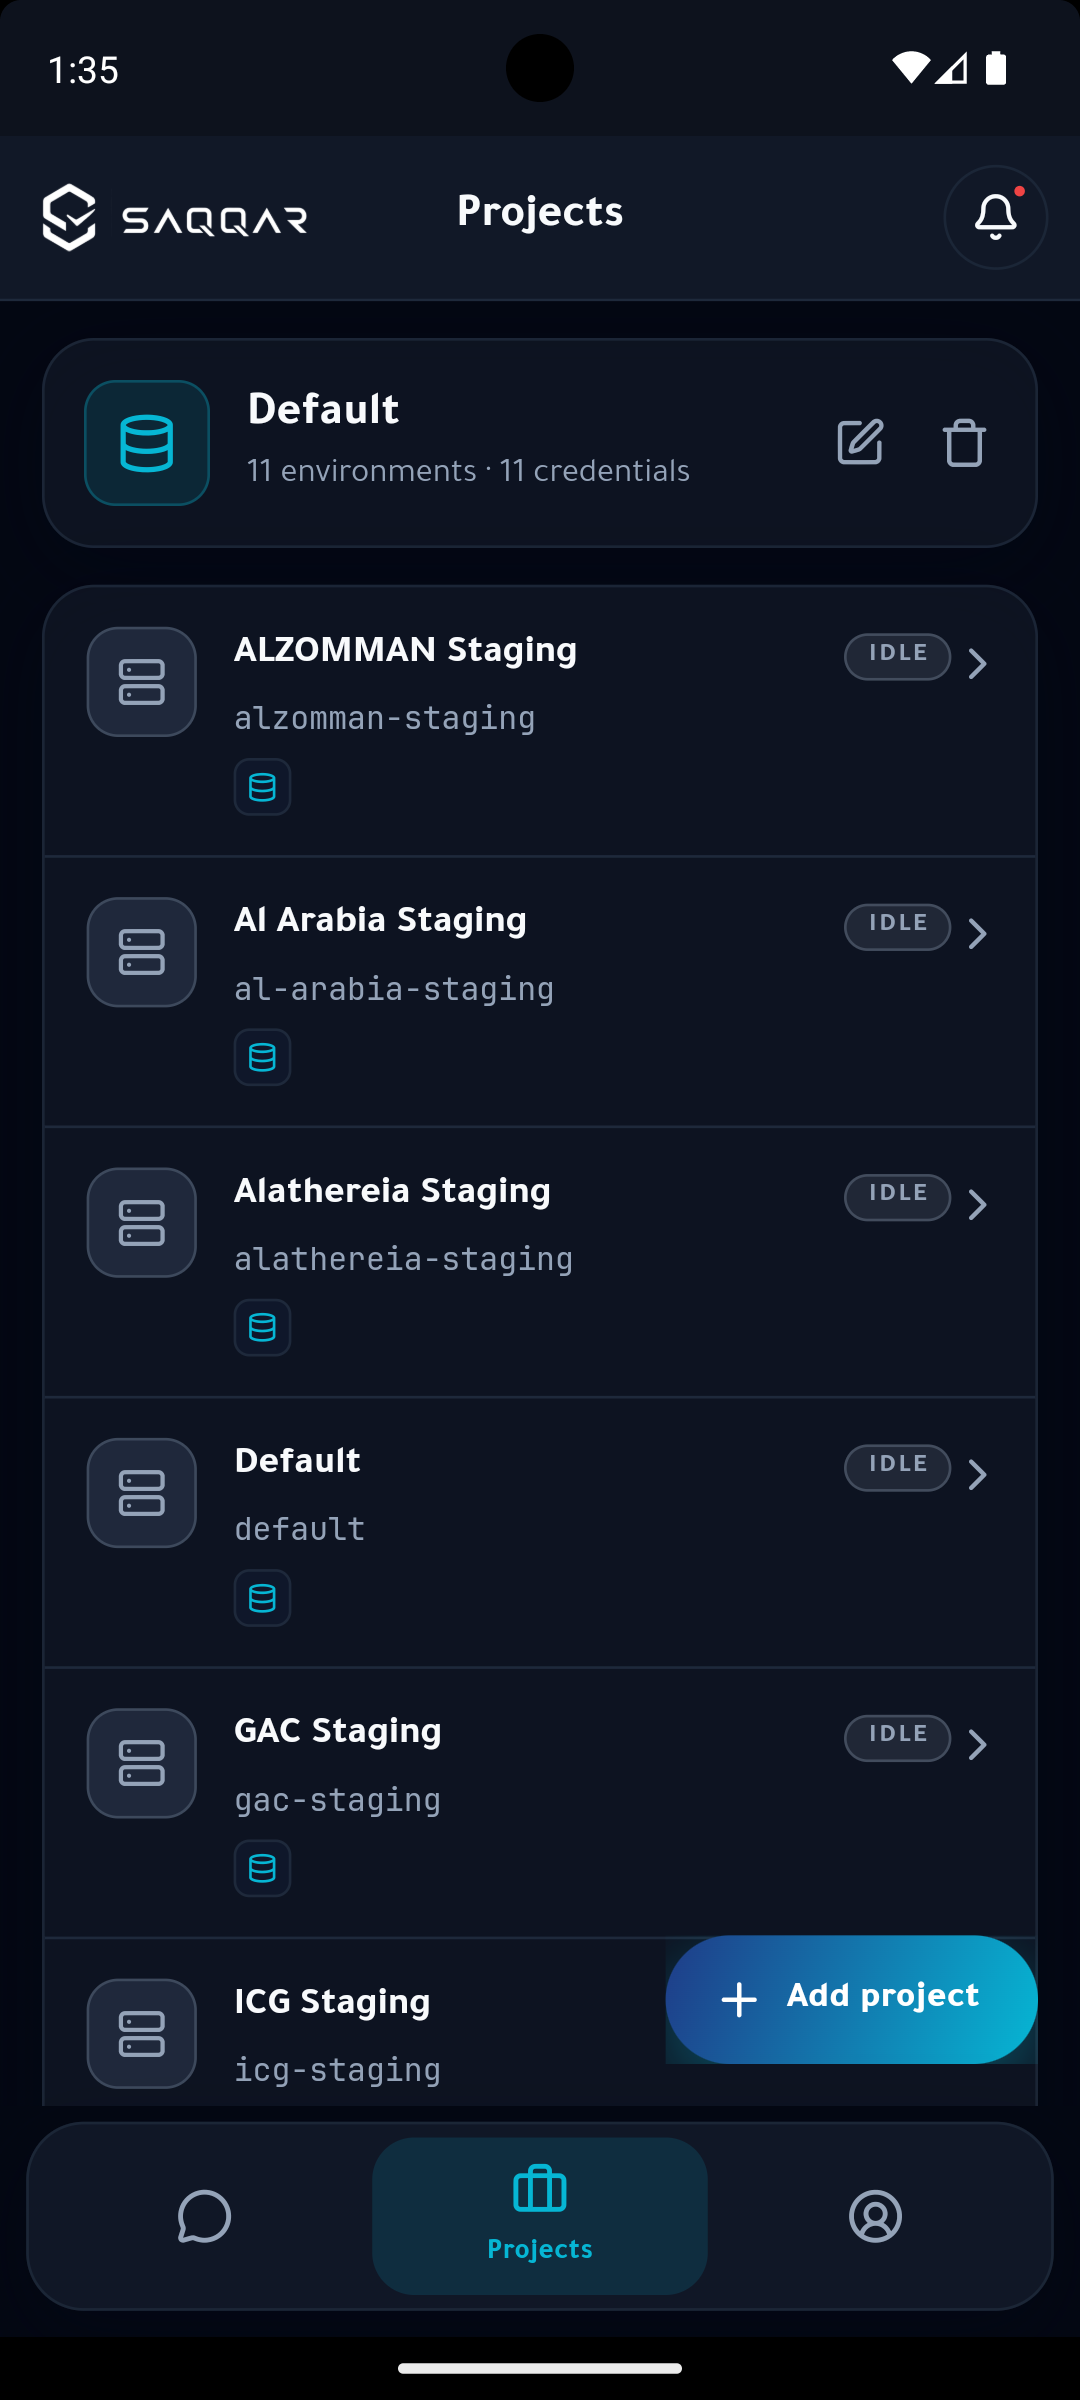 1:35
SAQQAR
Projects
Default
11 environments · 11 credentials
ALZOMMAN Staging
IDLE
alzomman-staging
Al Arabia Staging
IDLE
al-arabia-staging
Alathereia Staging
IDLE
alathereia-staging
Default
IDLE
default
GAC Staging
IDLE
gac-staging
ICG Staging
Add project
icg-staging
Projects